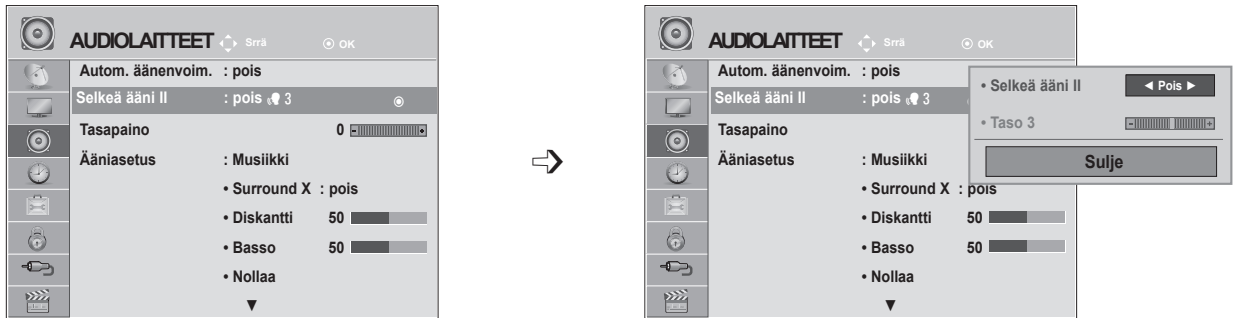 AUDIOLAITTEET Srrä OK
Autom. äänenvoim. : pois
Selkeä ääni II : pois 3
Tasapaino 0 - +
Ääniasetus : Musiikki
• Surround X : pois
• Diskantti 50
• Basso 50
• Nollaa
▼
AUDIOLAITTEET Srrä OK
Autom. äänenvoim. : pois
Selkeä ääni II : pois 3
Tasapaino
Ääniasetus : Musiikki
• Surround X : pois
• Diskantti 50
• Basso 50
• Nollaa
▼
• Selkeä ääni II ◄ Pois ►
• Taso 3 - +
Sulje